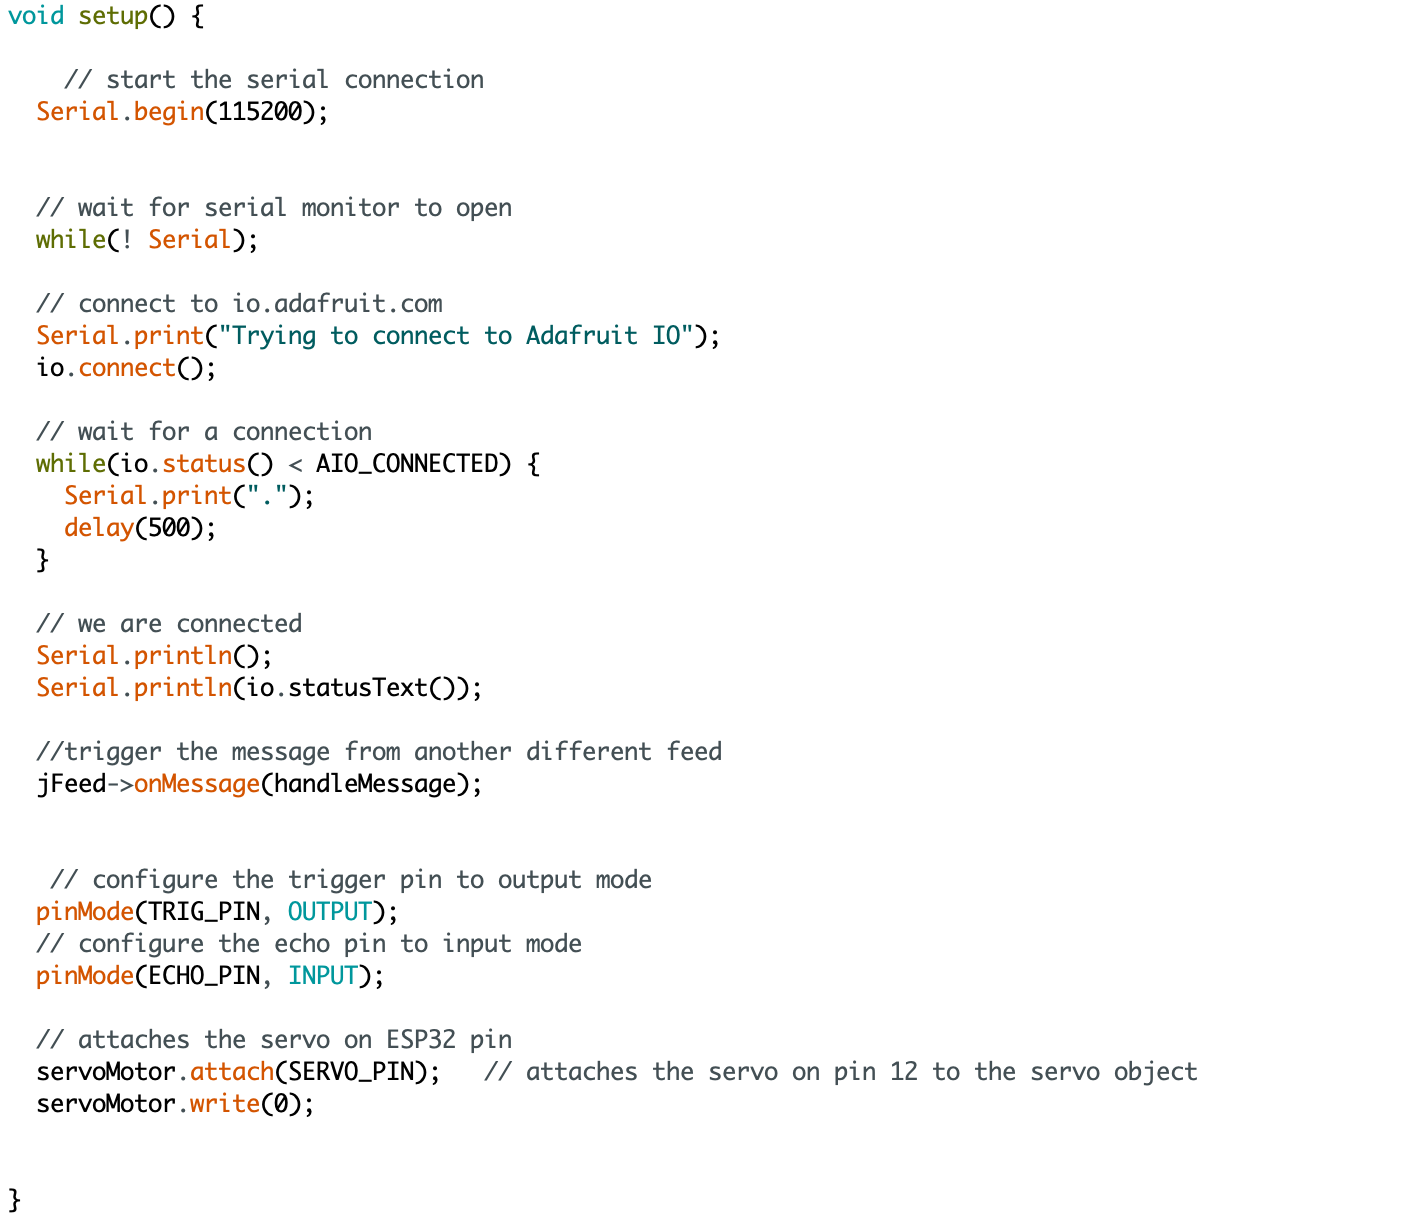 void setup() {
    // start the serial connection
  Serial.begin(115200);
  // wait for serial monitor to open
  while(! Serial);
  // connect to io.adafruit.com
  Serial.print("Trying to connect to Adafruit IO");
  io.connect();
  // wait for a connection
  while(io.status() < AIO_CONNECTED) {
    Serial.print(".");
    delay(500);
  }
  // we are connected
  Serial.println();
  Serial.println(io.statusText());
  //trigger the message from another different feed
  jFeed->onMessage(handleMessage);
   // configure the trigger pin to output mode
  pinMode(TRIG_PIN, OUTPUT);
  // configure the echo pin to input mode
  pinMode(ECHO_PIN, INPUT);
  // attaches the servo on ESP32 pin
  servoMotor.attach(SERVO_PIN);   // attaches the servo on pin 12 to the servo object
  servoMotor.write(0);
}